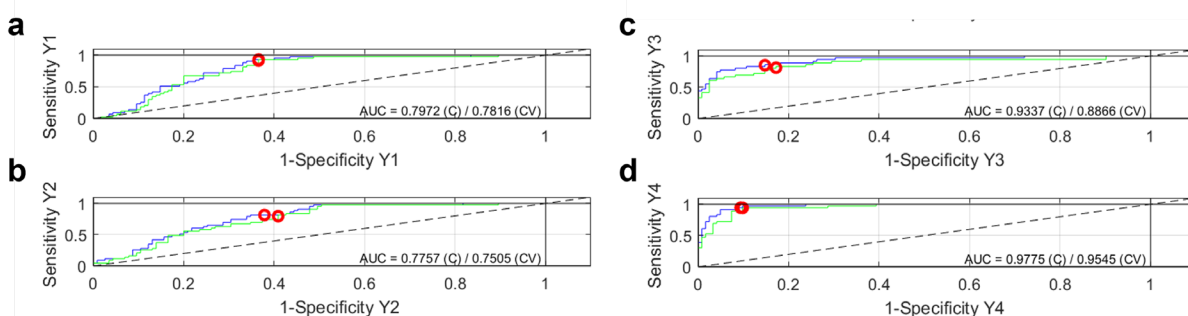 a
Sensitivity Y1
1
0.5
0
AUC = 0.7972 (C) / 0.7816 (CV)
0 0.2 0.4 0.6 0.8 1
1-Specificity Y1
b
Sensitivity Y2
1
0.5
0
AUC = 0.7757 (C) / 0.7505 (CV)
0 0.2 0.4 0.6 0.8 1
1-Specificity Y2
c
Sensitivity Y3
1
0.5
0
AUC = 0.9337 (C) / 0.8866 (CV)
0 0.2 0.4 0.6 0.8 1
1-Specificity Y3
d
Sensitivity Y4
1
0.5
0
AUC = 0.9775 (C) / 0.9545 (CV)
0 0.2 0.4 0.6 0.8 1
1-Specificity Y4